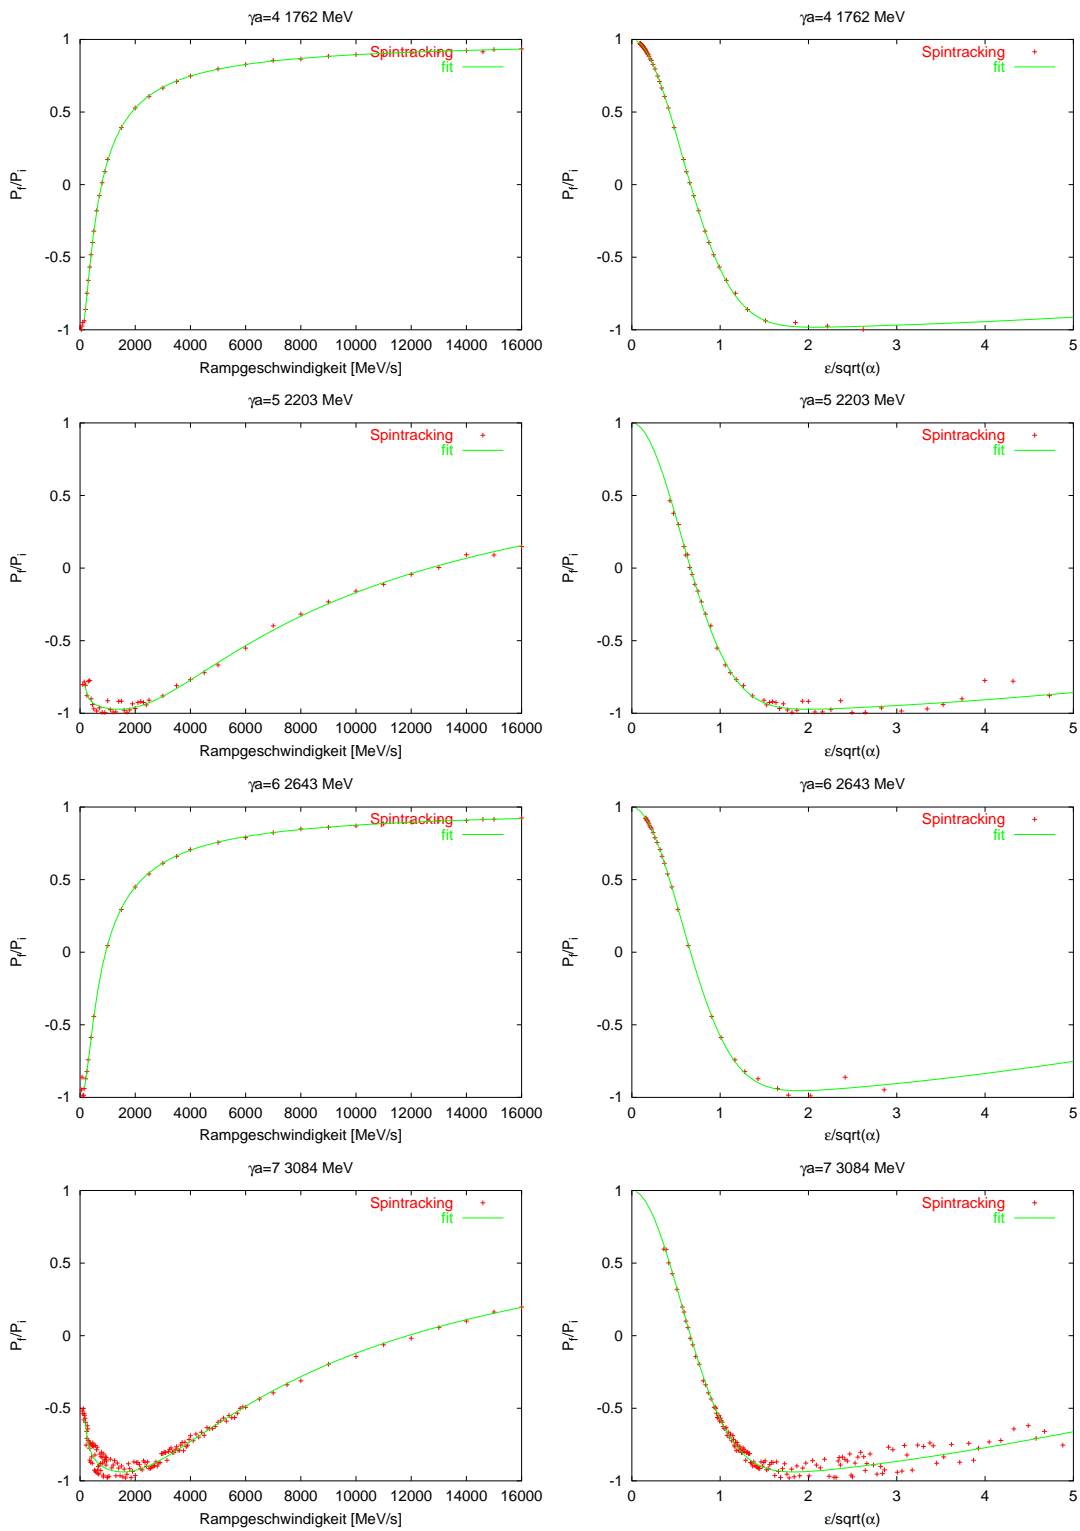 γa=4 1762 MeV
1
0.5
0
-0.5
-1
P_f/P_i
Spintracking
fit
0 2000 4000 6000 8000 10000 12000 14000 16000
Rampgeschwindigkeit [MeV/s]
γa=4 1762 MeV
1
0.5
0
-0.5
-1
P_f/P_i
Spintracking
fit
0 1 2 3 4 5
ε/sqrt(α)
γa=5 2203 MeV
1
0.5
0
-0.5
-1
P_f/P_i
Spintracking
fit
0 2000 4000 6000 8000 10000 12000 14000 16000
Rampgeschwindigkeit [MeV/s]
γa=5 2203 MeV
1
0.5
0
-0.5
-1
P_f/P_i
Spintracking
fit
0 1 2 3 4 5
ε/sqrt(α)
γa=6 2643 MeV
1
0.5
0
-0.5
-1
P_f/P_i
Spintracking
fit
0 2000 4000 6000 8000 10000 12000 14000 16000
Rampgeschwindigkeit [MeV/s]
γa=6 2643 MeV
1
0.5
0
-0.5
-1
P_f/P_i
Spintracking
fit
0 1 2 3 4 5
ε/sqrt(α)
γa=7 3084 MeV
1
0.5
0
-0.5
-1
P_f/P_i
Spintracking
fit
0 2000 4000 6000 8000 10000 12000 14000 16000
Rampgeschwindigkeit [MeV/s]
γa=7 3084 MeV
1
0.5
0
-0.5
-1
P_f/P_i
Spintracking
fit
0 1 2 3 4 5
ε/sqrt(α)